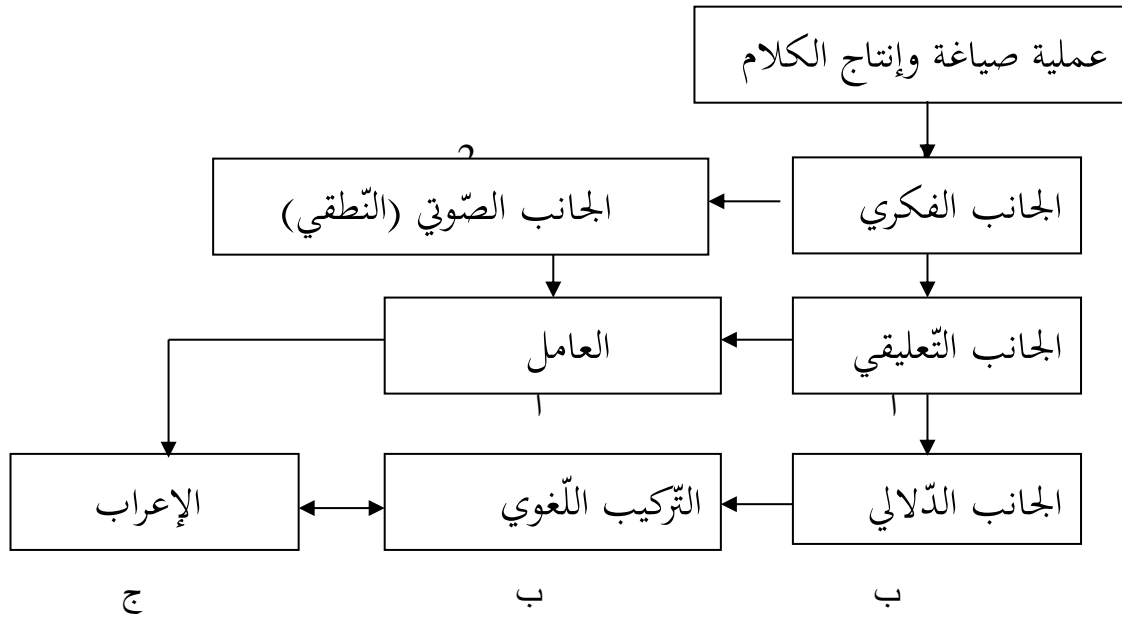 عملية صياغة وإنتاج الكلام
الجانب الفكري
الجانب الصّوتي (النّطقي)
الجانب التّعليقي
العامل
ا
ا
الجانب الدّلالي
التّركيب اللّغوي
الإعراب
ب
ب
ج